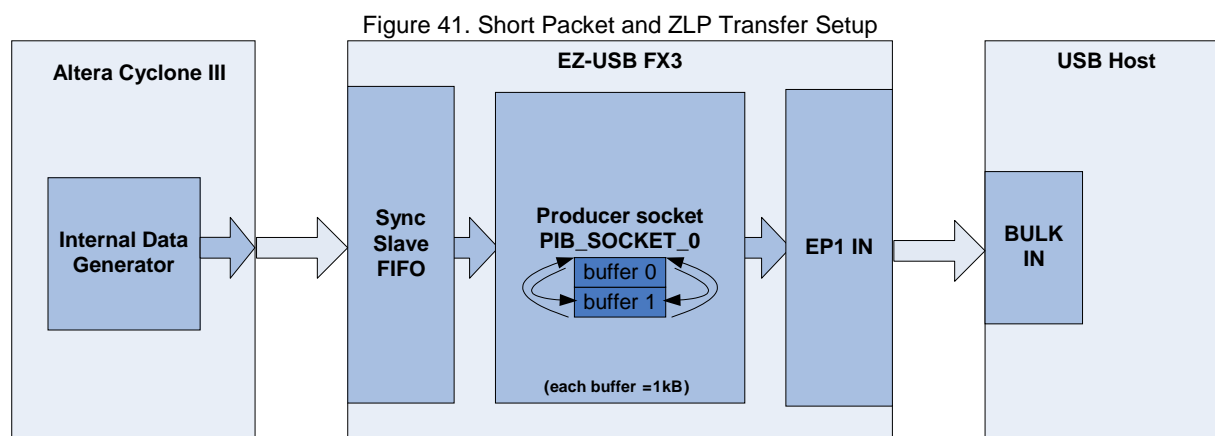 Figure 41. Short Packet and ZLP Transfer Setup
Altera Cyclone III
Internal Data
Generator
EZ-USB FX3
Sync
Slave
FIFO
Producer socket
PIB_SOCKET_0
buffer 0
buffer 1
(each buffer =1kB)
EP1 IN
USB Host
BULK
IN